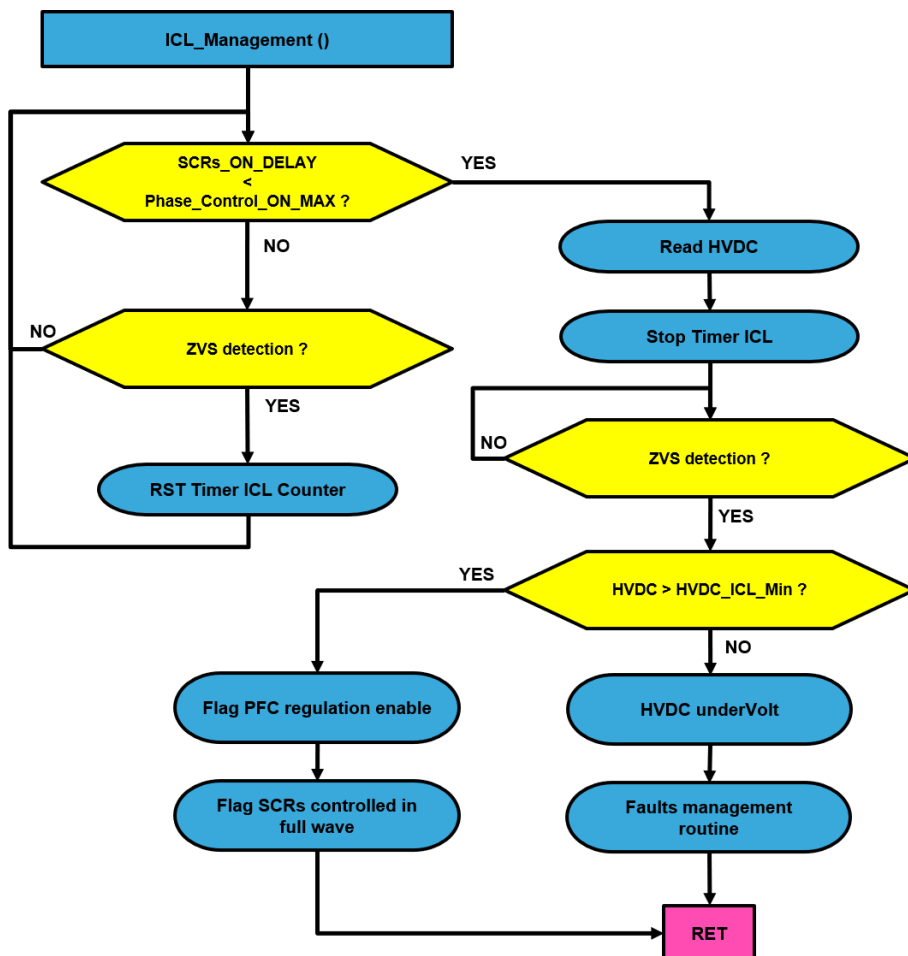 ICL_Management ()
SCRs_ON_DELAY
<
Phase_Control_ON_MAX ?
YES
NO
Read HVDC
NO
ZVS detection ?
Stop Timer ICL
YES
NO
ZVS detection ?
RST Timer ICL Counter
YES
YES
HVDC > HVDC_ICL_Min ?
NO
Flag PFC regulation enable
HVDC underVolt
Flag SCRs controlled in
full wave
Faults management
routine
RET